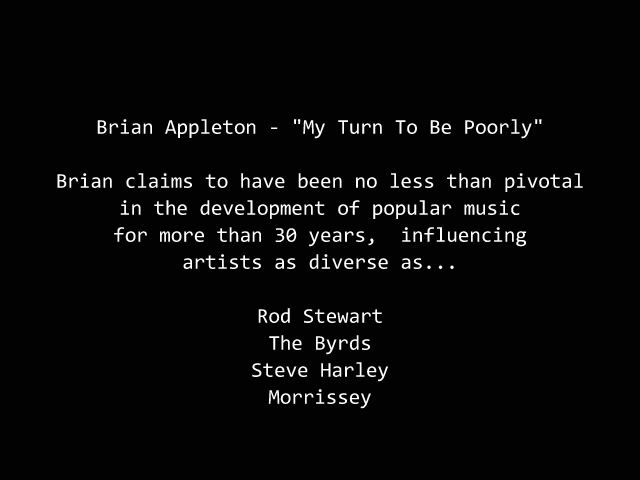 Brian Appleton - "My Turn To Be Poorly"
Brian claims to have been no less than pivotal
in the development of popular music
for more than 30 years,  influencing
artists as diverse as...
Rod Stewart
The Byrds
Steve Harley
Morrissey